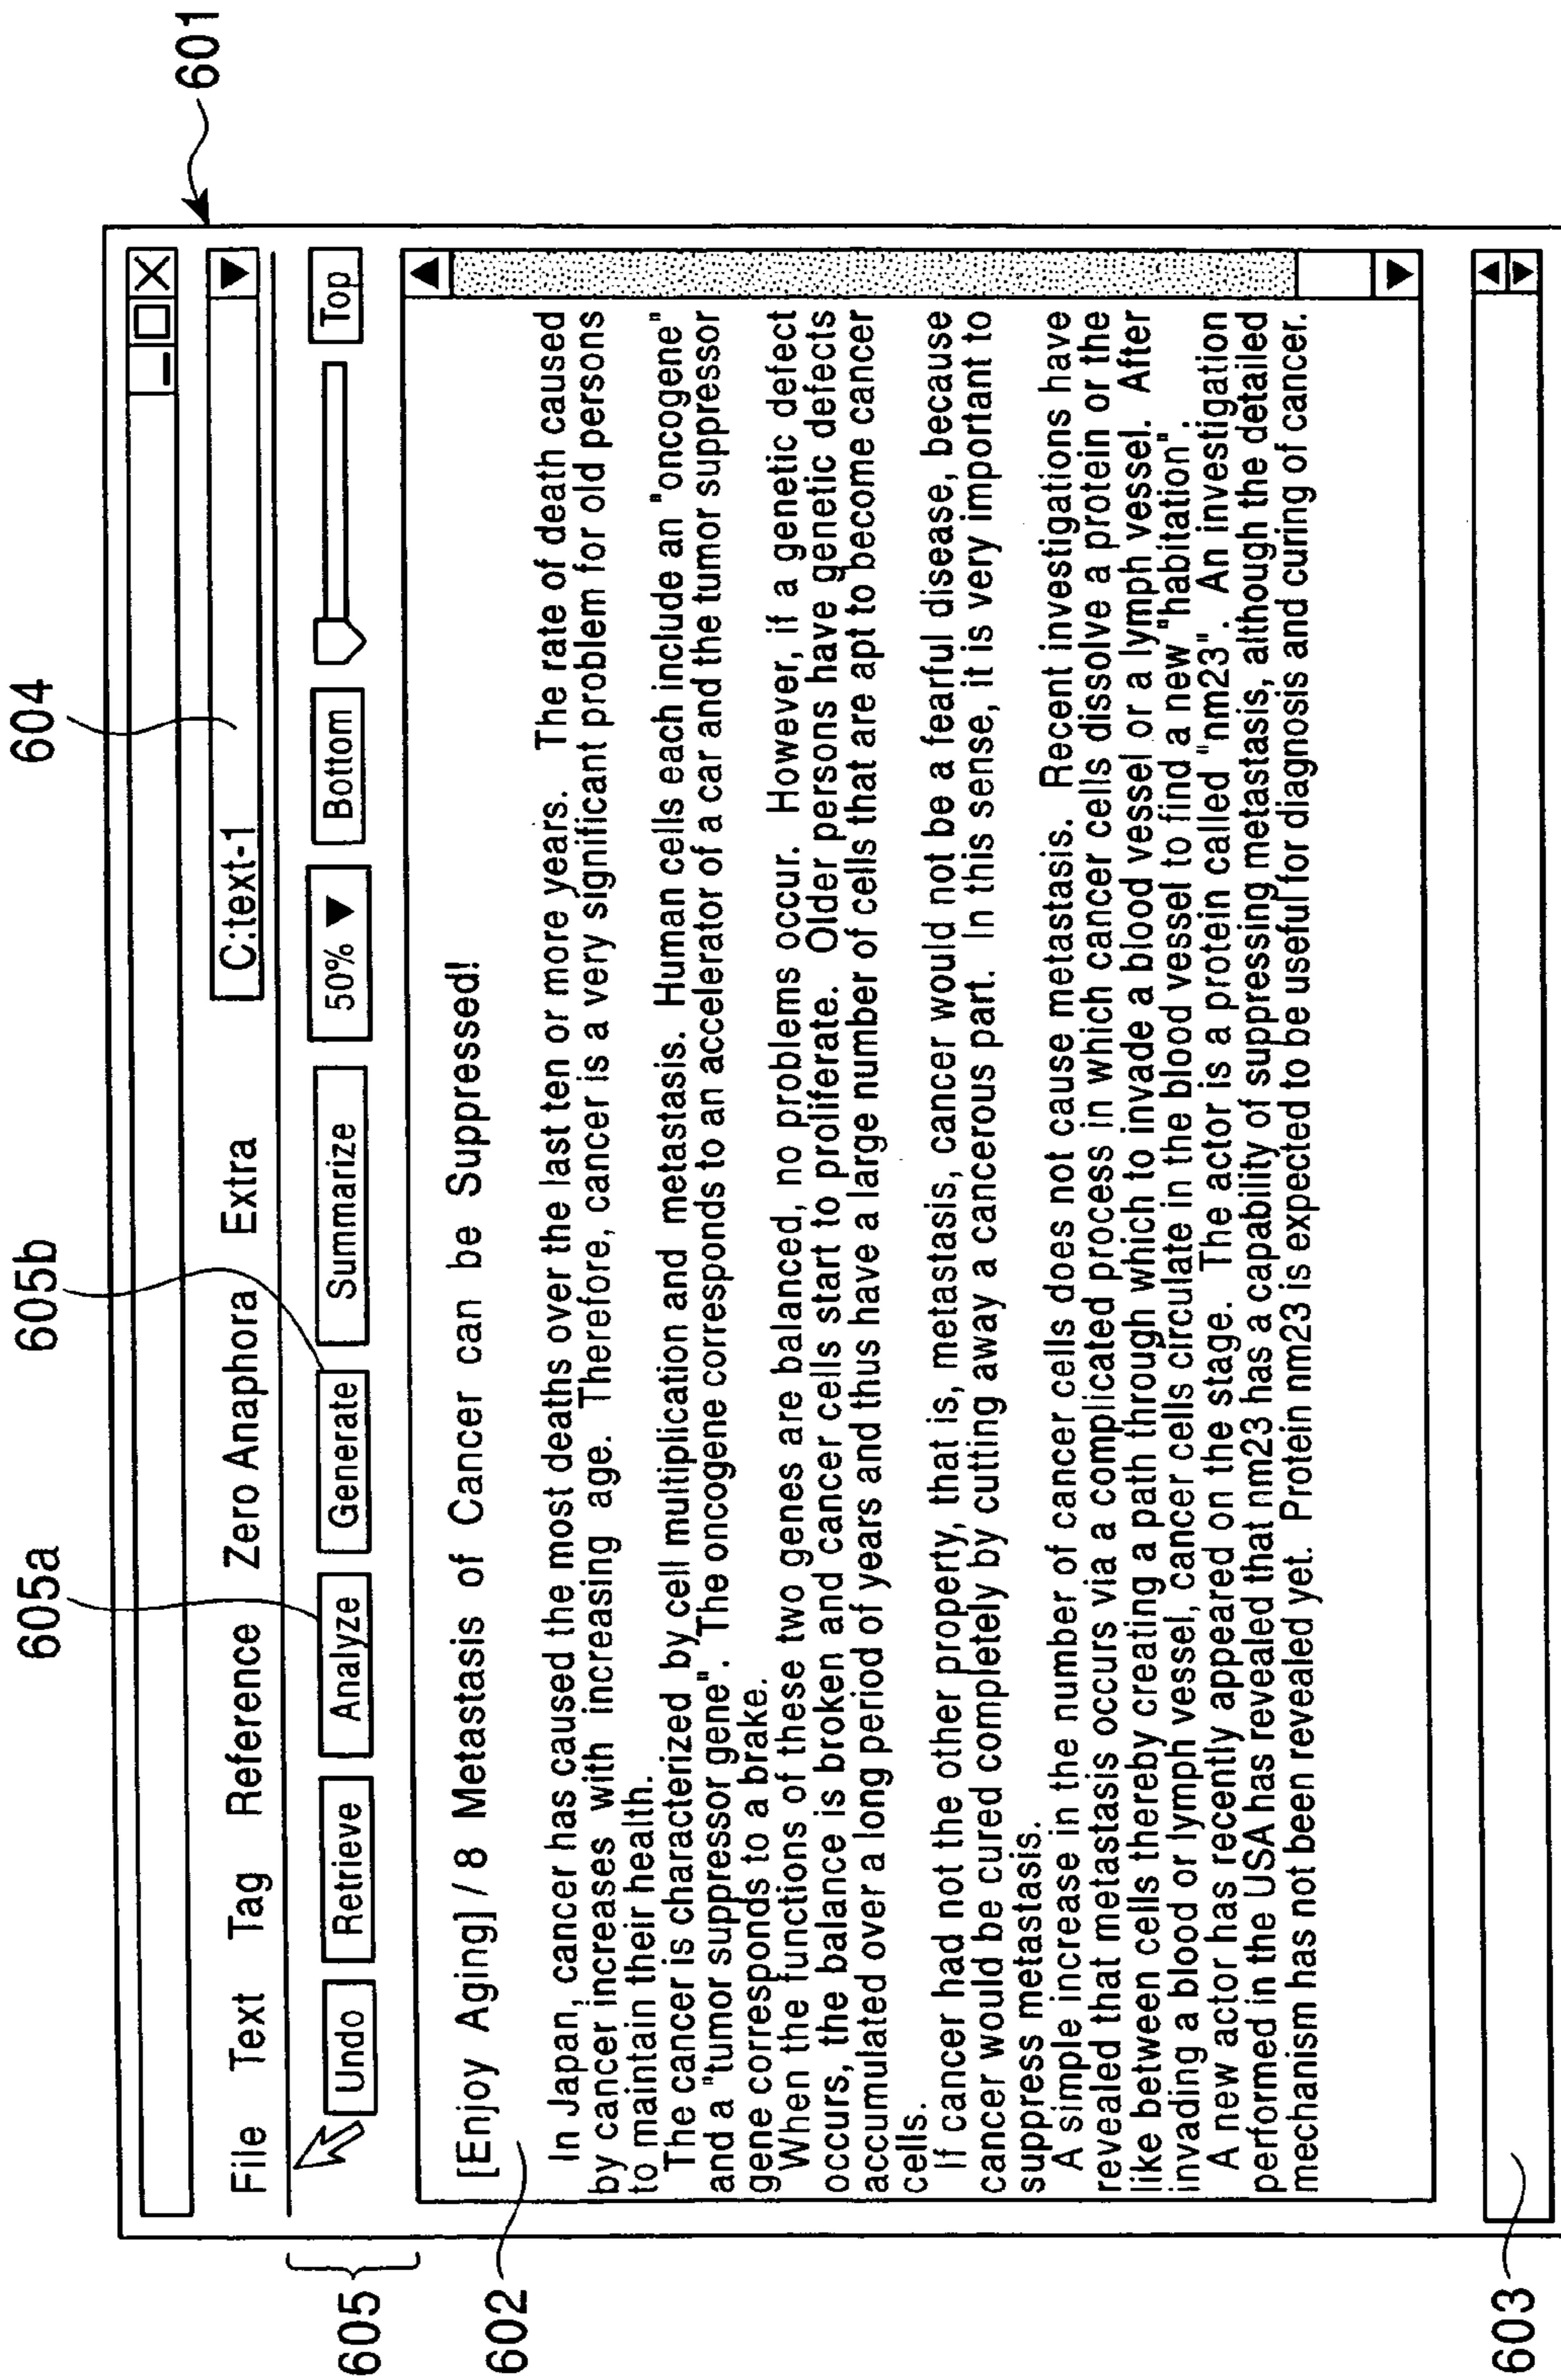 601
604
605b
605a
File Text Tag Reference Zero Anaphora Extra C:text-1
Undo Retrieve Analyze Generate Summarize 50% ▼ Bottom Top
605
[Enjoy Aging] / 8 Metastasis of Cancer can be Suppressed!
602
In Japan, cancer has caused the most deaths over the last ten or more years. The rate of death caused
by cancer increases with increasing age. Therefore, cancer is a very significant problem for old persons
to maintain their health.
The cancer is characterized by cell multiplication and metastasis. Human cells each include an "oncogene"
and a "tumor suppressor gene". The oncogene corresponds to an accelerator of a car and the tumor suppressor
gene corresponds to a brake.
When the functions of these two genes are balanced, no problems occur. However, if a genetic defect
occurs, the balance is broken and cancer cells start to proliferate. Older persons have genetic defects
accumulated over a long period of years and thus have a large number of cells that are apt to become cancer
cells.
If cancer had not the other property, that is, metastasis, cancer would not be a fearful disease, because
cancer would be cured completely by cutting away a cancerous part. In this sense, it is very important to
suppress metastasis.
A simple increase in the number of cancer cells does not cause metastasis. Recent investigations have
revealed that metastasis occurs via a complicated process in which cancer cells dissolve a protein or the
like between cells thereby creating a path through which to invade a blood vessel or a lymph vessel. After
invading a blood or lymph vessel, cancer cells circulate in the blood vessel to find a new "habitation".
A new actor has recently appeared on the stage. The actor is a protein called "nm23". An investigation
performed in the USA has revealed that nm23 has a capability of suppressing metastasis, although the detailed
mechanism has not been revealed yet. Protein nm23 is expected to be useful for diagnosis and curing of cancer.
603